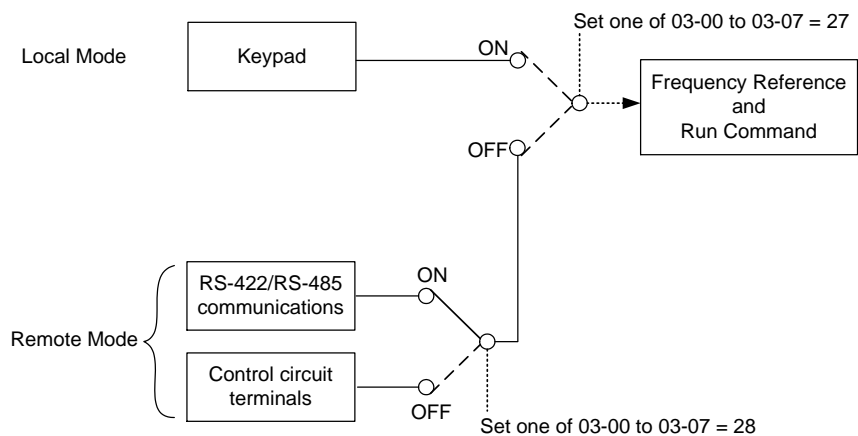 Set one of 03-00 to 03-07 = 27
Local Mode
Keypad
ON
Frequency Reference
and
Run Command
OFF
RS-422/RS-485
communications
ON
Remote Mode
Control circuit
terminals
OFF
Set one of 03-00 to 03-07 = 28